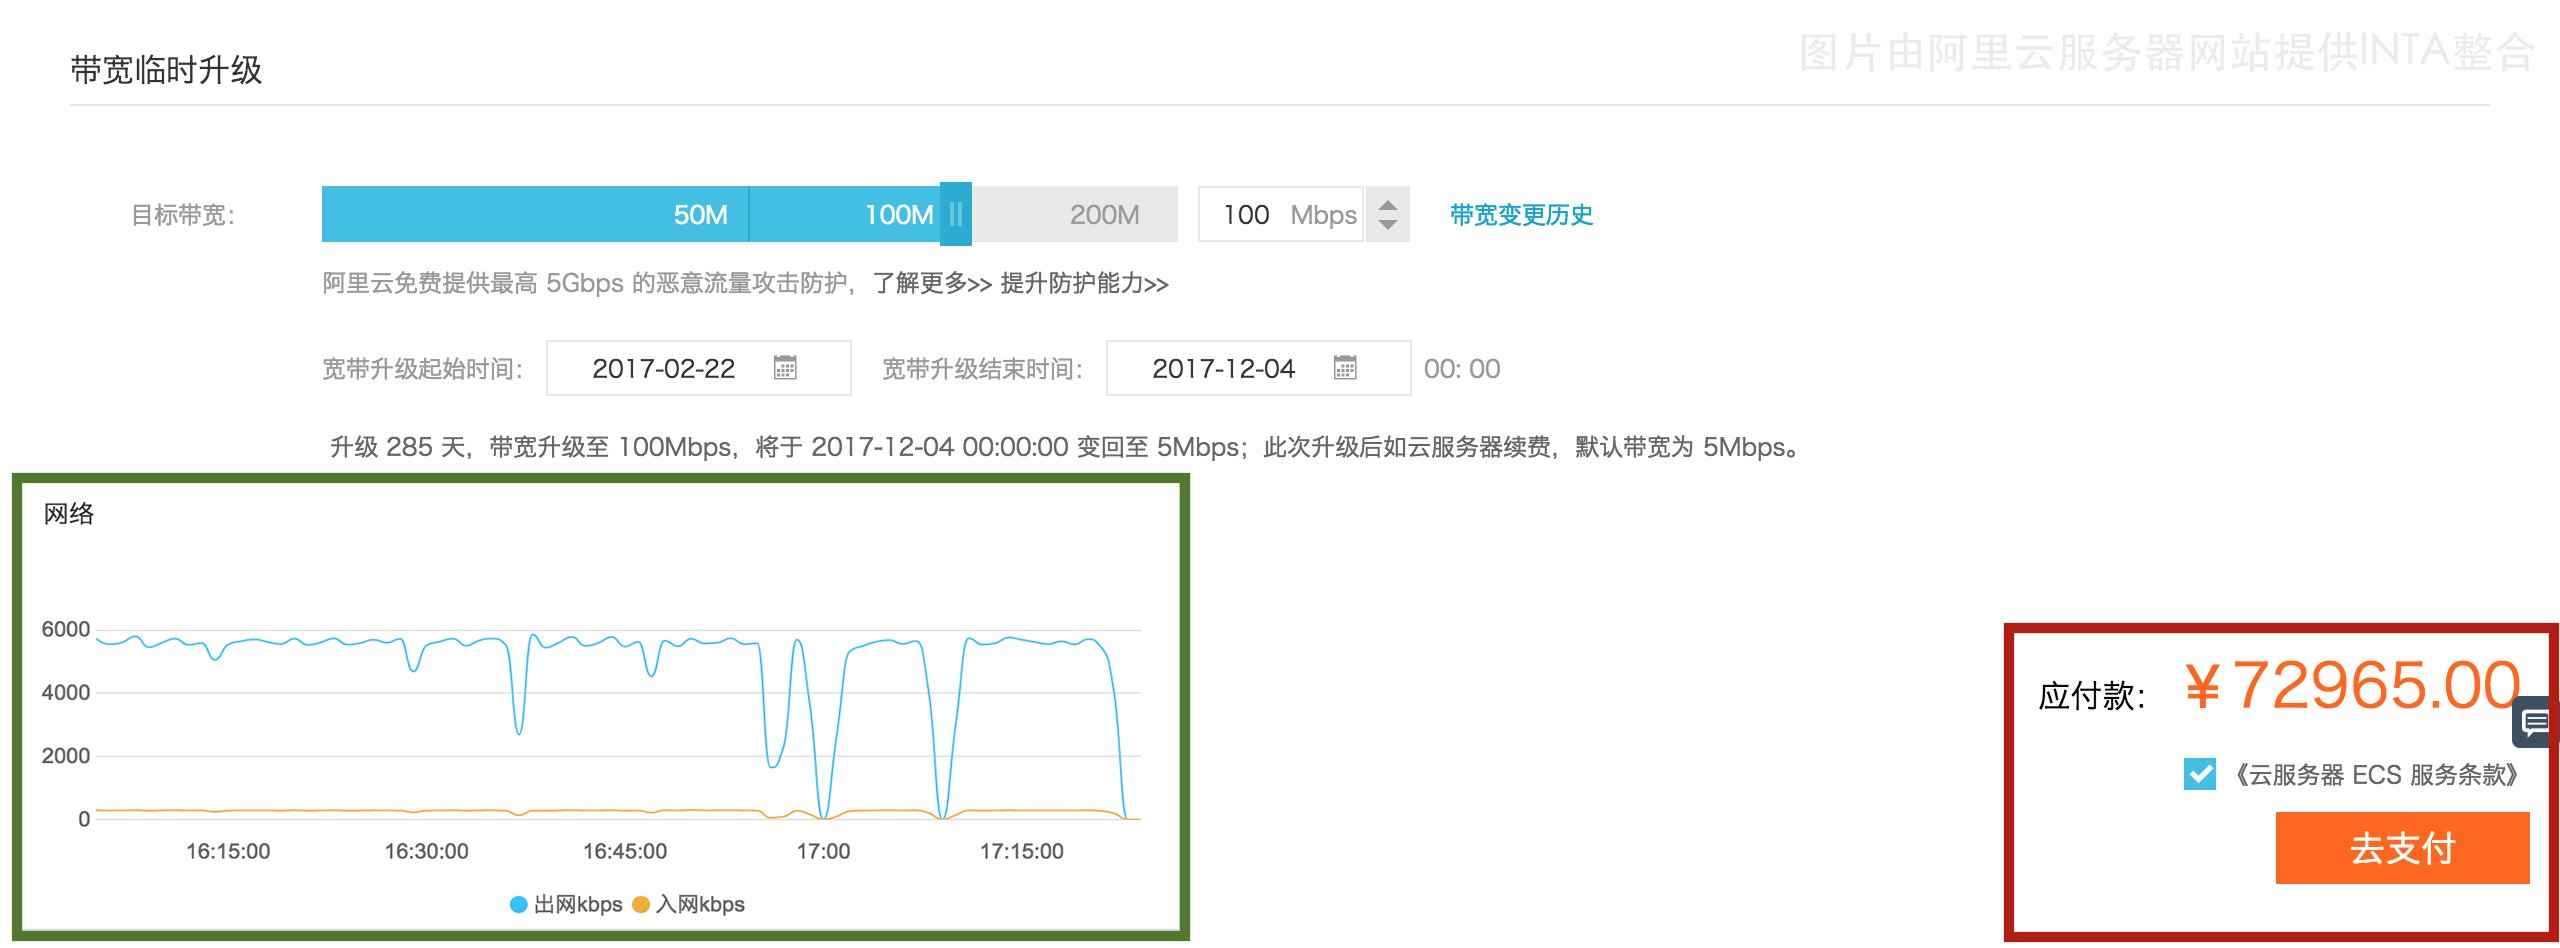 图片由阿里云服务器网站提供INTA整合
带宽临时升级
目标带宽： 50M 100M 200M 100 Mbps 带宽变更历史
阿里云免费提供最高 5Gbps 的恶意流量攻击防护，了解更多>> 提升防护能力>>
宽带升级起始时间： 2017-02-22 宽带升级结束时间： 2017-12-04 00: 00
升级 285 天，带宽升级至 100Mbps，将于 2017-12-04 00:00:00 变回至 5Mbps；此次升级后如云服务器续费，默认带宽为 5Mbps。
网络
6000
4000
2000
0
16:15:00 16:30:00 16:45:00 17:00 17:15:00
出网kbps 入网kbps
应付款： ¥72965.00
《云服务器 ECS 服务条款》
去支付